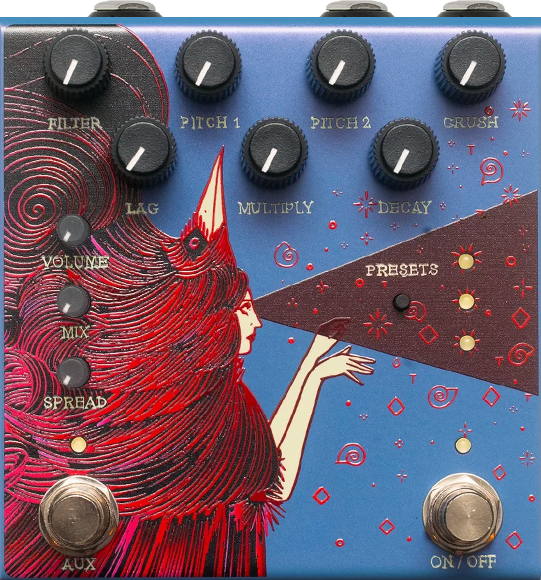 FILTER PITCH 1 PITCH 2 CRUSH
LAG MULTIPLY DECAY
VOLUME
PRESETS
MIX
SPREAD
AUX ON/OFF